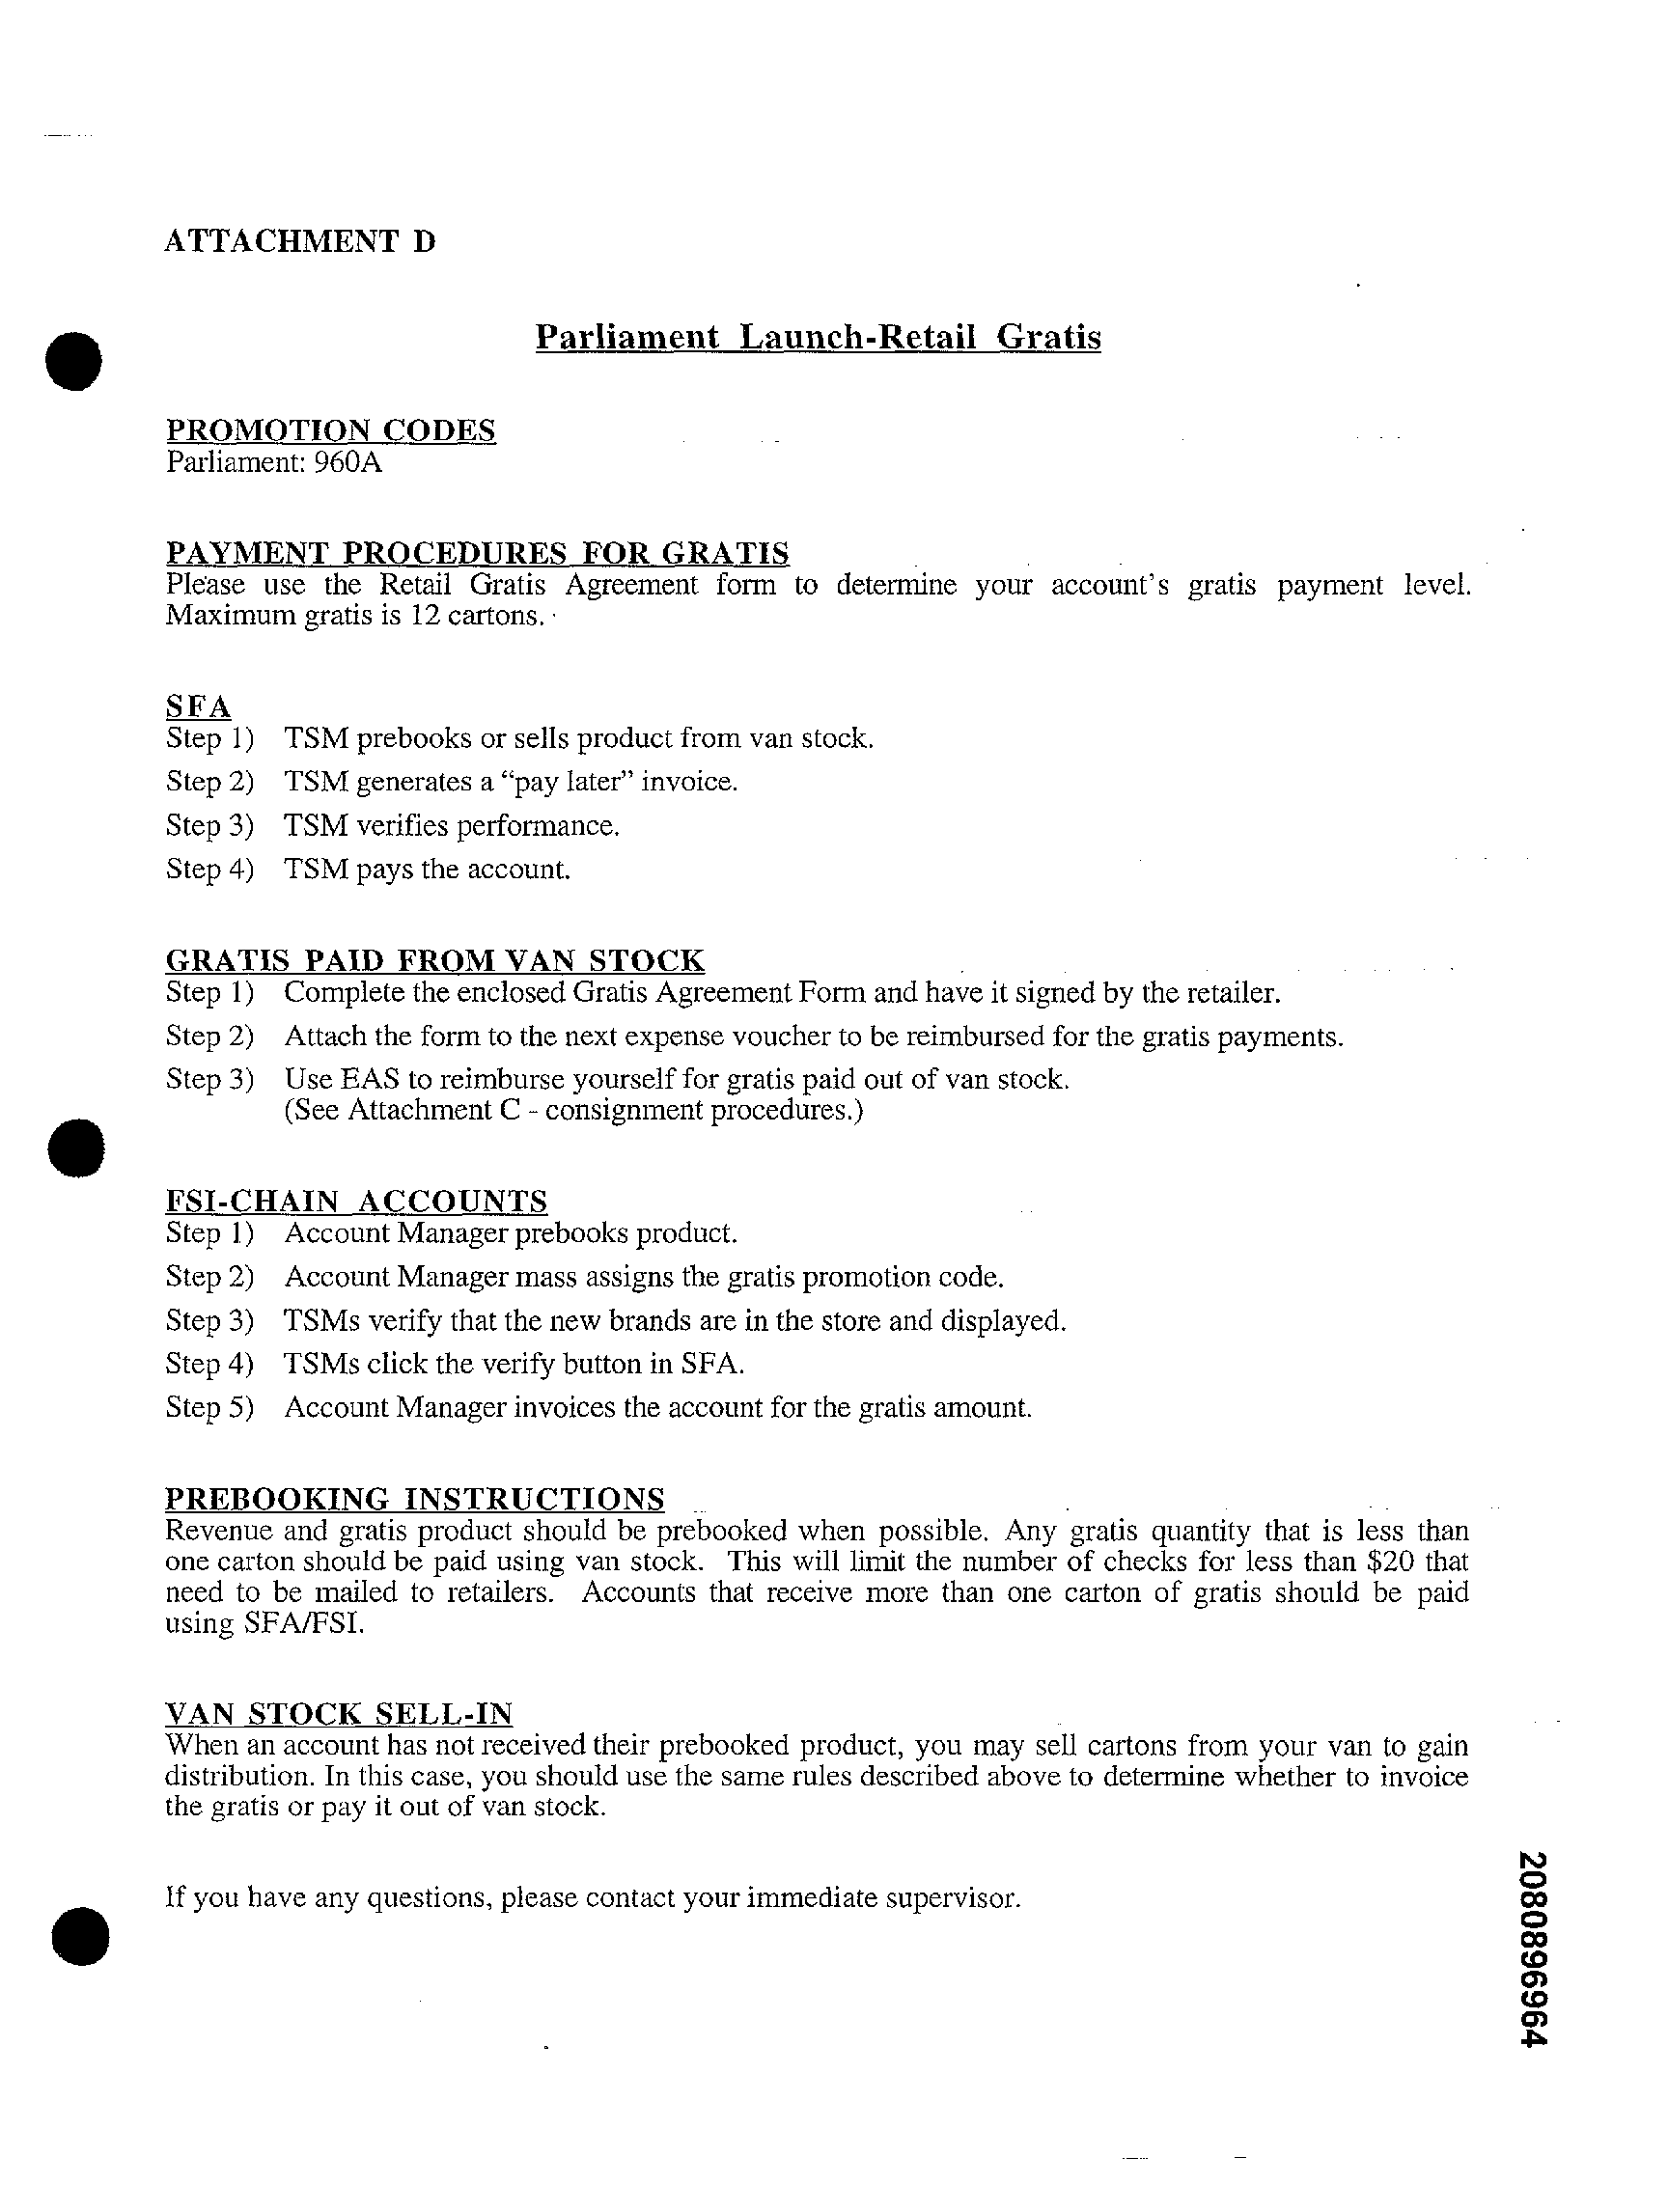 ATTACHMENT D
Parliament Launch-Retail Gratis
PROMOTION CODES
Parliament: 960A
PAYMENT PROCEDURES FOR GRATIS
Please use the Retail Gratis Agreement form to determine your account's gratis payment level.
Maximum gratis is 12 cartons.
SFA
Step 1) TSM prebooks or sells product from van stock.
Step 2) TSM generates a “pay later” invoice.
Step 3) TSM verifies performance.
Step 4) TSM pays the account.
GRATIS PAID FROM VAN STOCK
Step 1) Complete the enclosed Gratis Agreement Form and have it signed by the retailer.
Step 2) Attach the form to the next expense voucher to be reimbursed for the gratis payments.
Step 3) Use EAS to reimburse yourself for gratis paid out of van stock.
(See Attachment C - consignment procedures.)
FSI-CHAIN ACCOUNTS
Step 1) Account Manager prebooks product.
Step 2) Account Manager mass assigns the gratis promotion code.
Step 3) TSMs verify that the new brands are in the store and displayed.
Step 4) TSMs click the verify button in SFA.
Step 5) Account Manager invoices the account for the gratis amount.
PREBOOKING INSTRUCTIONS
Revenue and gratis product should be prebooked when possible. Any gratis quantity that is less than
one carton should be paid using van stock. This will limit the number of checks for less than $20 that
need to be mailed to retailers. Accounts that receive more than one carton of gratis should be paid
using SFA/FSI.
VAN STOCK SELL-IN
When an account has not received their prebooked product, you may sell cartons from your van to gain
distribution. In this case, you should use the same rules described above to determine whether to invoice
the gratis or pay it out of van stock.
If you have any questions, please contact your immediate supervisor.
2080896964